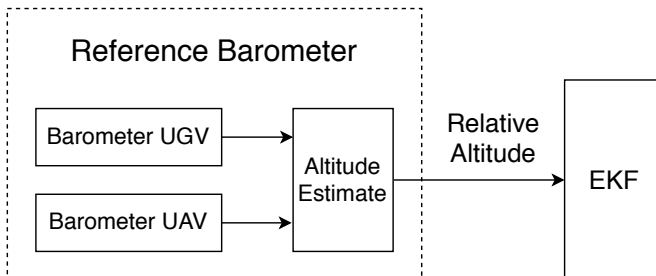 Reference Barometer
Barometer UGV
Barometer UAV
Altitude
Estimate
Relative
Altitude
EKF